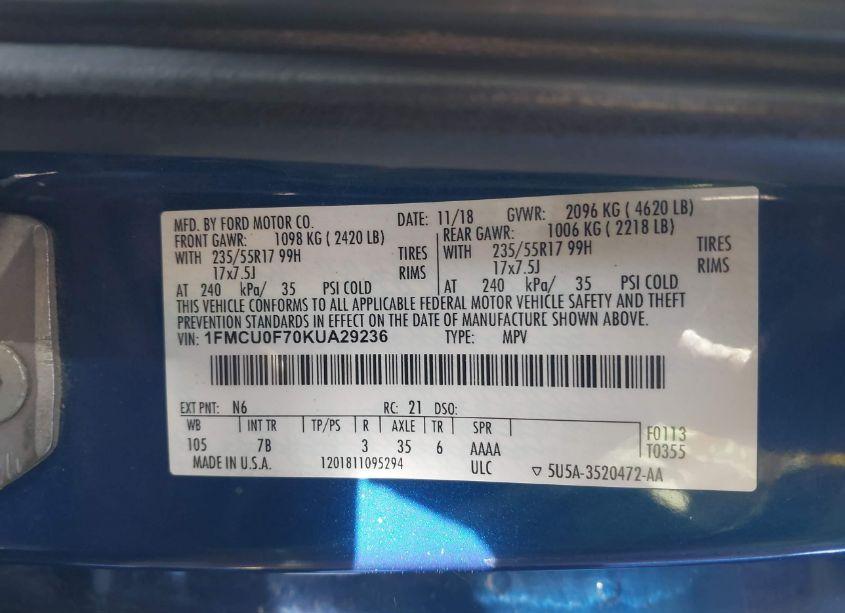 MFD. BY FORD MOTOR CO. DATE: 11/18 GVWR: 2096 KG ( 4620 LB)
FRONT GAWR: 1098 KG ( 2420 LB) REAR GAWR: 1006 KG ( 2218 LB)
WITH 235/55R17 99H TIRES WITH 235/55R17 99H TIRES
17x7.5J RIMS 17x7.5J RIMS
AT 240 kPa/ 35 PSI COLD AT 240 kPa/ 35 PSI COLD
THIS VEHICLE CONFORMS TO ALL APPLICABLE FEDERAL MOTOR VEHICLE SAFETY AND THEFT
PREVENTION STANDARDS IN EFFECT ON THE DATE OF MANUFACTURE SHOWN ABOVE.
VIN: 1FMCU0F70KUA29236 TYPE: MPV
EXT PNT: N6 RC: 21 DSO:
WB INT TR TP/PS R AXLE TR SPR F0113
105 7B 3 35 6 AAAA T0355
MADE IN U.S.A. 1201811095294 ULC ▽ 5U5A-3520472-AA